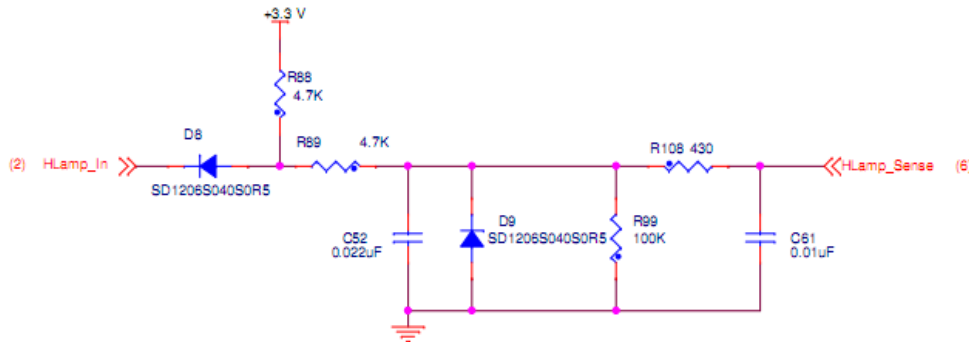 +3.3 V
R88
4.7K
D8
R89
4.7K
R108 430
(2) HLamp_In
HLamp_Sense (6)
SD1206S040S0R5
D9
SD1206S040S0R5
R99
100K
C52
0.022uF
C61
0.01uF